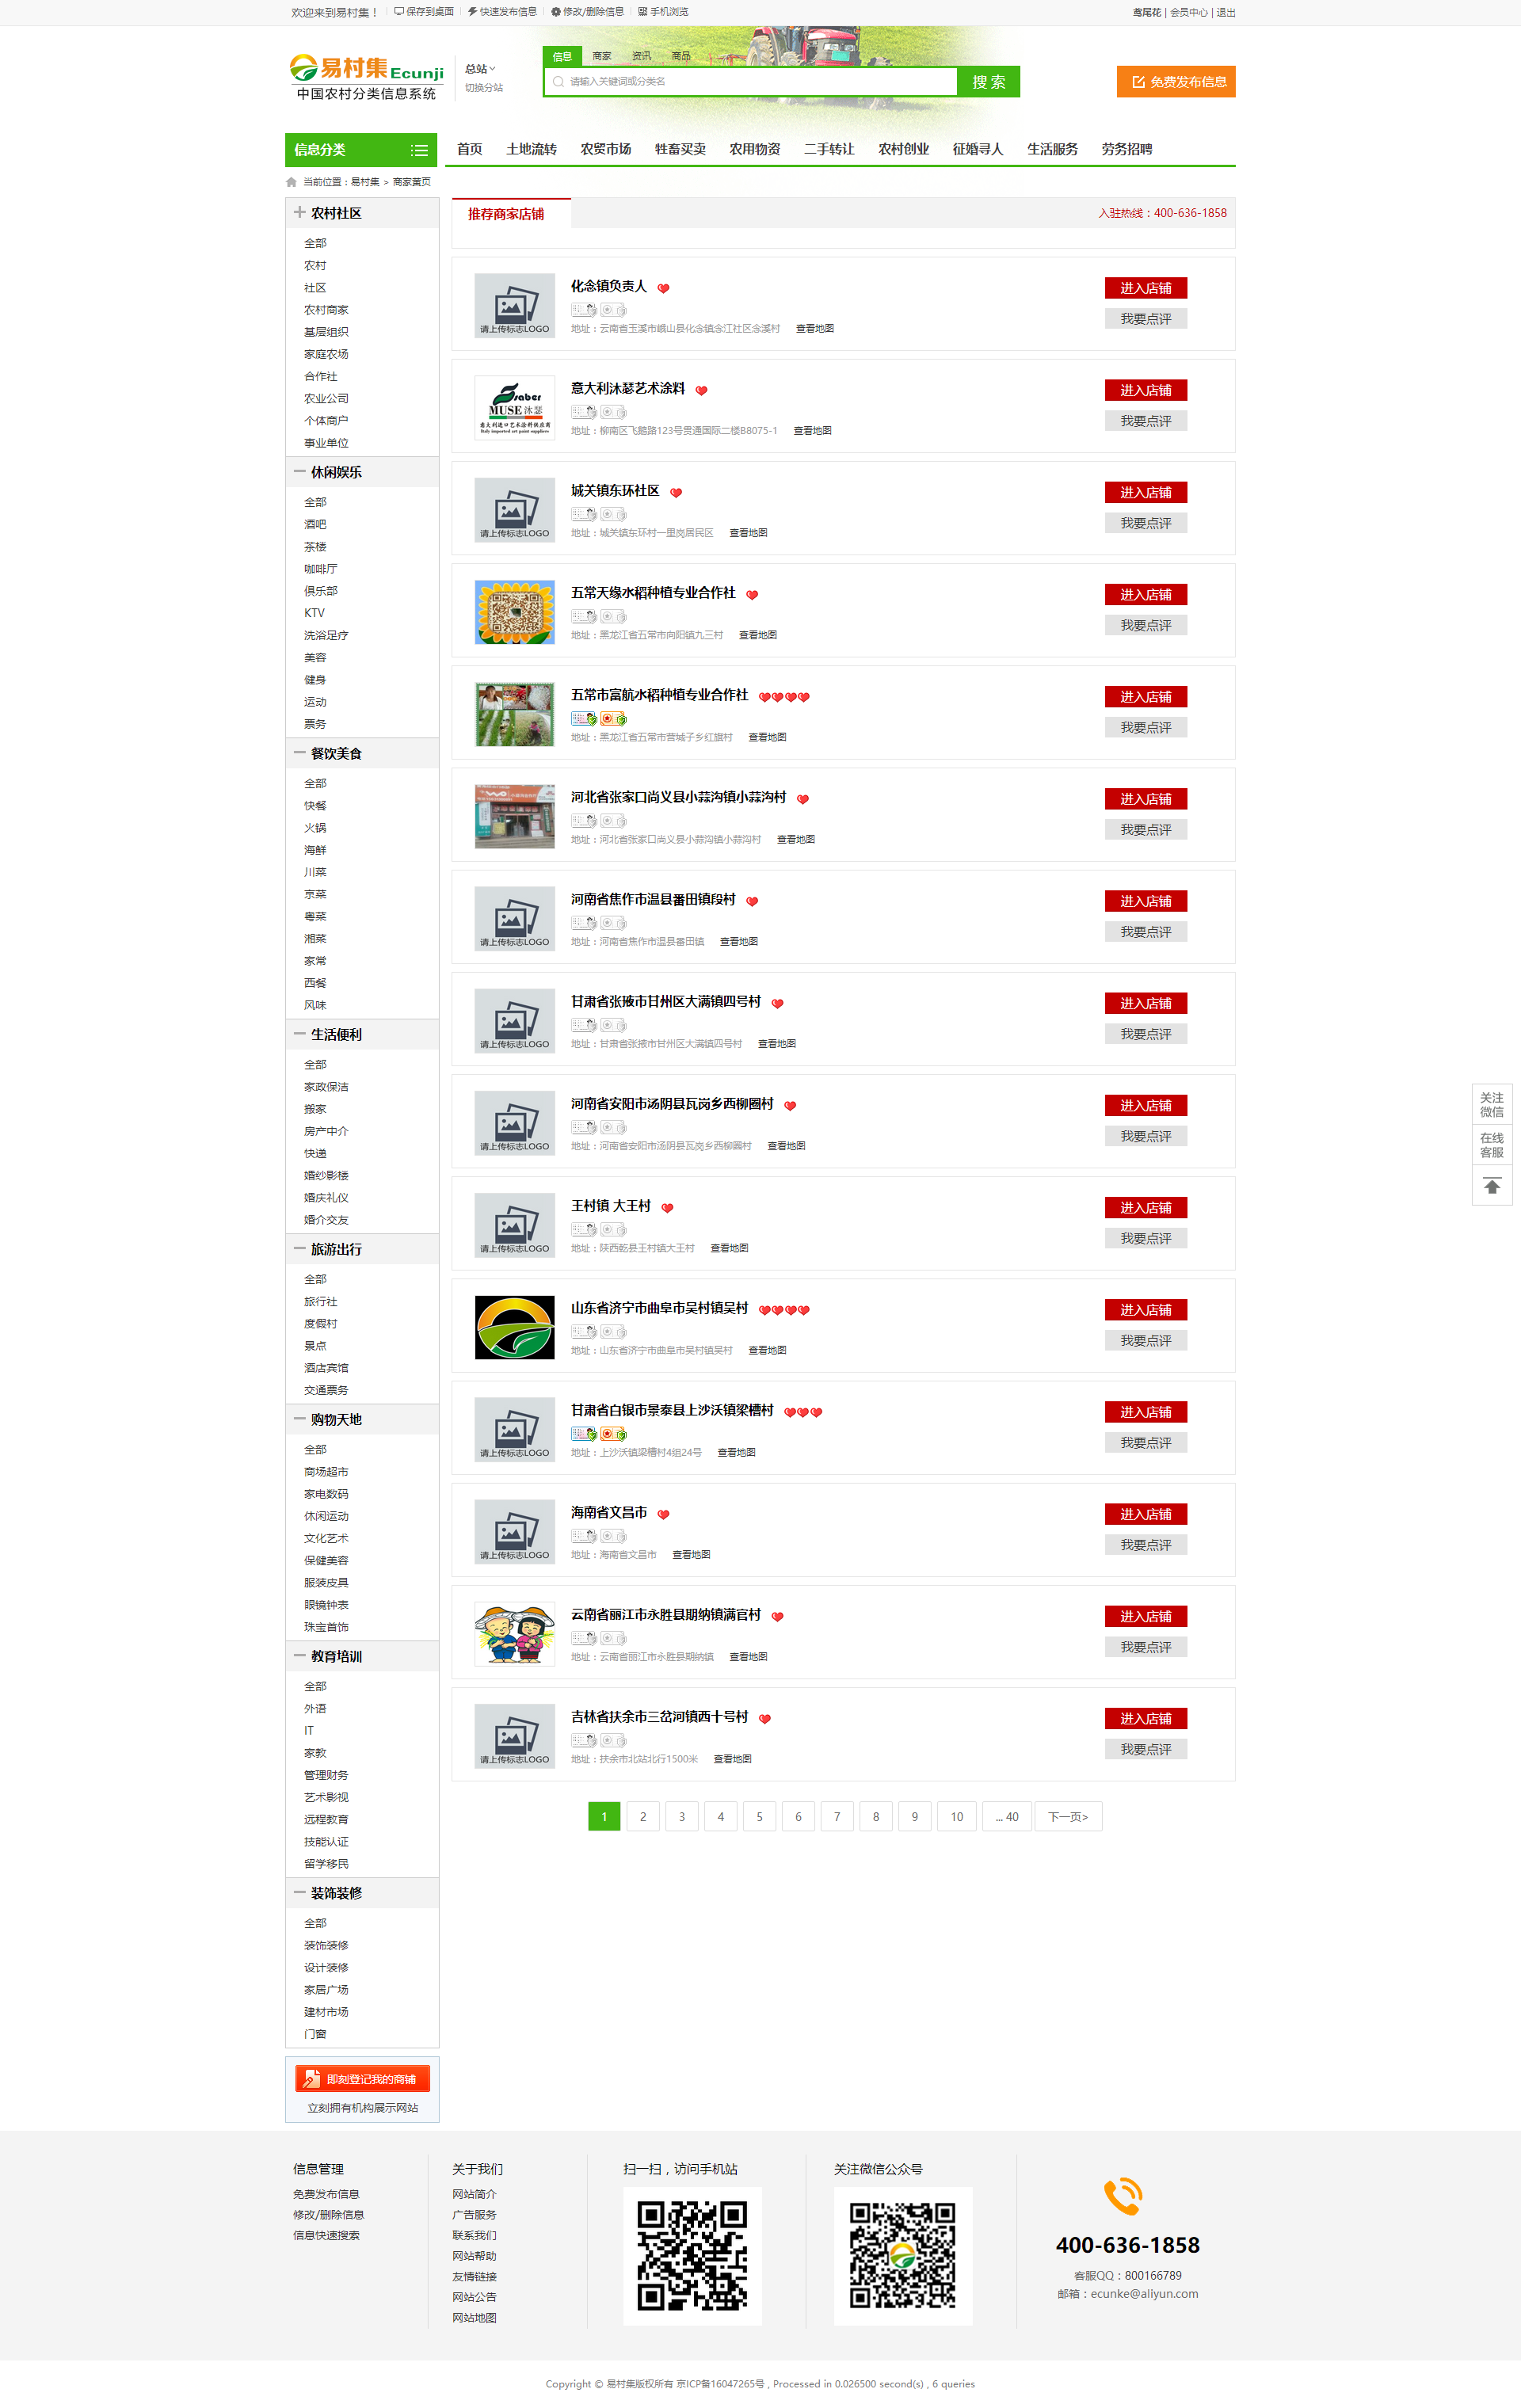 欢迎来到易村集！ 保存到桌面 快速发布信息 修改/删除信息 手机浏览 鸢尾花 | 会员中心 | 退出
易村集 Ecunji
中国农村分类信息系统
总站
切换分站
信息 商家 资讯 商品
请输入关键词或分类名 搜 索
免费发布信息
信息分类 首页 土地流转 农贸市场 牲畜买卖 农用物资 二手转让 农村创业 征婚寻人 生活服务 劳务招聘
当前位置：易村集 > 商家黄页
农村社区
全部
农村
社区
农村商家
基层组织
家庭农场
合作社
农业公司
个体商户
事业单位
休闲娱乐
全部
酒吧
茶楼
咖啡厅
俱乐部
KTV
洗浴足疗
美容
健身
运动
票务
餐饮美食
全部
快餐
火锅
海鲜
川菜
京菜
粤菜
湘菜
家常
西餐
风味
生活便利
全部
家政保洁
搬家
房产中介
快递
婚纱影楼
婚庆礼仪
婚介交友
旅游出行
全部
旅行社
度假村
景点
酒店宾馆
交通票务
购物天地
全部
商场超市
家电数码
休闲运动
文化艺术
保健美容
服装皮具
眼镜钟表
珠宝首饰
教育培训
全部
外语
IT
家教
管理财务
艺术影视
远程教育
技能认证
留学移民
装饰装修
全部
装饰装修
设计装修
家居广场
建材市场
门窗
即刻登记我的商铺
立刻拥有机构展示网站
推荐商家店铺 入驻热线：400-636-1858
请上传标志LOGO
化念镇负责人
地址：云南省玉溪市峨山县化念镇念江社区念溪村 查看地图
进入店铺
我要点评
saber
MUSE 沐瑟
意大利进口艺术涂料供应商
Italy imported art paint suppliers
意大利沐瑟艺术涂料
地址：柳南区飞鹅路123号贯通国际二楼B8075-1 查看地图
进入店铺
我要点评
请上传标志LOGO
城关镇东环社区
地址：城关镇东环村一里岗居民区 查看地图
进入店铺
我要点评
五常天缘水稻种植专业合作社
地址：黑龙江省五常市向阳镇九三村 查看地图
进入店铺
我要点评
五常市富航水稻种植专业合作社
地址：黑龙江省五常市营城子乡红旗村 查看地图
进入店铺
我要点评
河北省张家口尚义县小蒜沟镇小蒜沟村
地址：河北省张家口尚义县小蒜沟镇小蒜沟村 查看地图
进入店铺
我要点评
请上传标志LOGO
河南省焦作市温县番田镇段村
地址：河南省焦作市温县番田镇 查看地图
进入店铺
我要点评
请上传标志LOGO
甘肃省张掖市甘州区大满镇四号村
地址：甘肃省张掖市甘州区大满镇四号村 查看地图
进入店铺
我要点评
请上传标志LOGO
河南省安阳市汤阴县瓦岗乡西柳圈村
地址：河南省安阳市汤阴县瓦岗乡西柳圈村 查看地图
进入店铺
我要点评
请上传标志LOGO
王村镇 大王村
地址：陕西乾县王村镇大王村 查看地图
进入店铺
我要点评
山东省济宁市曲阜市吴村镇吴村
地址：山东省济宁市曲阜市吴村镇吴村 查看地图
进入店铺
我要点评
请上传标志LOGO
甘肃省白银市景泰县上沙沃镇梁槽村
地址：上沙沃镇梁槽村4组24号 查看地图
进入店铺
我要点评
请上传标志LOGO
海南省文昌市
地址：海南省文昌市 查看地图
进入店铺
我要点评
云南省丽江市永胜县期纳镇满官村
地址：云南省丽江市永胜县期纳镇 查看地图
进入店铺
我要点评
请上传标志LOGO
吉林省扶余市三岔河镇西十号村
地址：扶余市北站北行1500米 查看地图
进入店铺
我要点评
1 2 3 4 5 6 7 8 9 10 ... 40 下一页>
关注
微信
在线
客服
信息管理
免费发布信息
修改/删除信息
信息快速搜索
关于我们
网站简介
广告服务
联系我们
网站帮助
友情链接
网站公告
网站地图
扫一扫，访问手机站
关注微信公众号
400-636-1858
客服QQ：800166789
邮箱：ecunke@aliyun.com
Copyright © 易村集版权所有 京ICP备16047265号 , Processed in 0.026500 second(s) , 6 queries